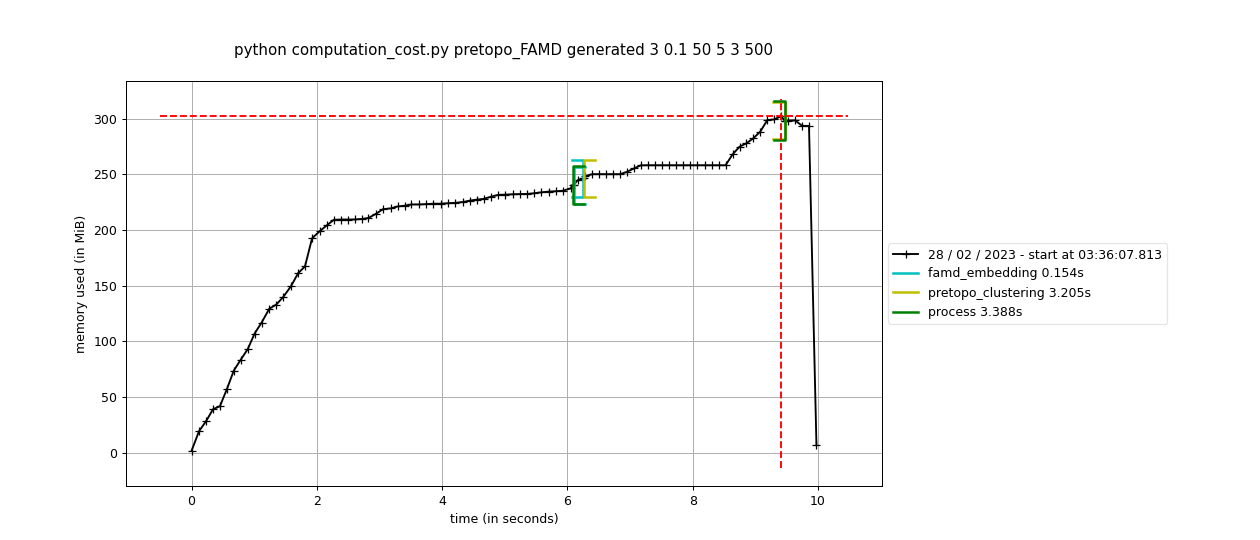 python computation_cost.py pretopo_FAMD generated 3 0.1 50 5 3 500
300
250
200
150
100
50
0
memory used (in MiB)
0 2 4 6 8 10
time (in seconds)
28 / 02 / 2023 - start at 03:36:07.813
famd_embedding 0.154s
pretopo_clustering 3.205s
process 3.388s